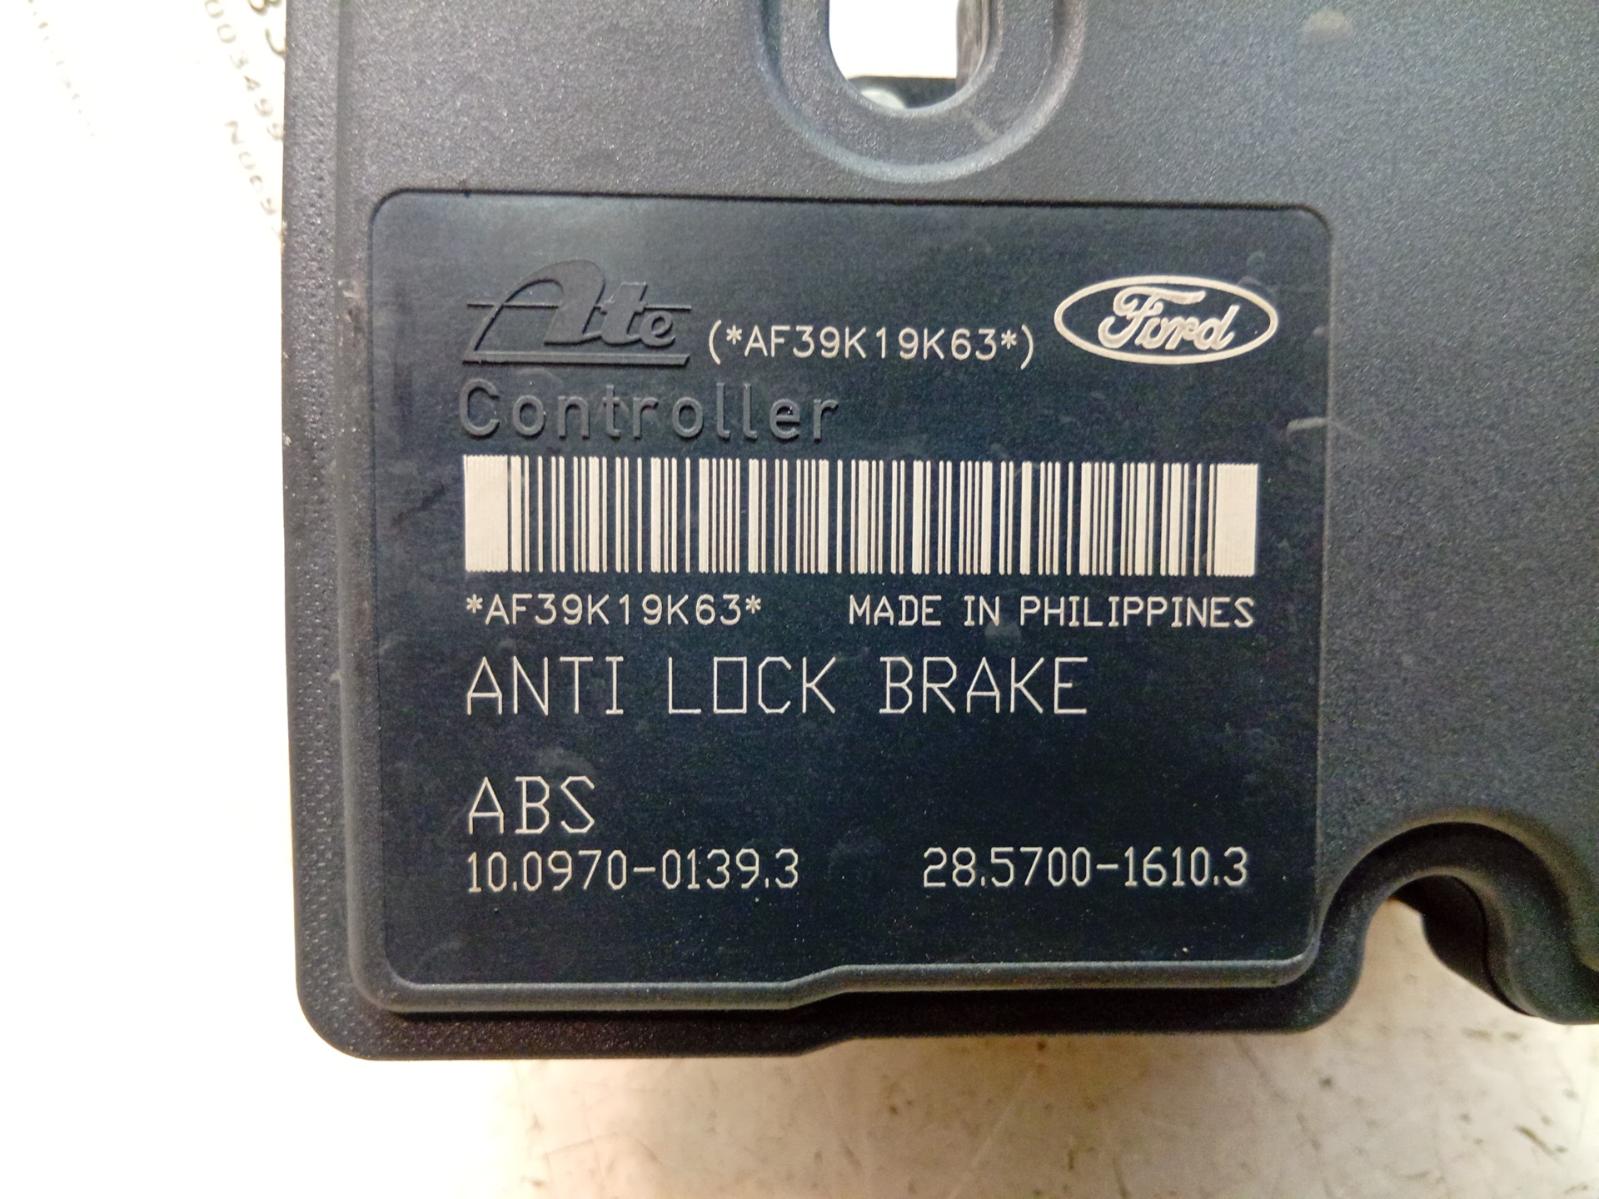 Ate (*AF39K19K63*) Ford
Controller
*AF39K19K63* MADE IN PHILIPPINES
ANTI LOCK BRAKE
ABS
10.0970-0139.3 28.5700-1610.3